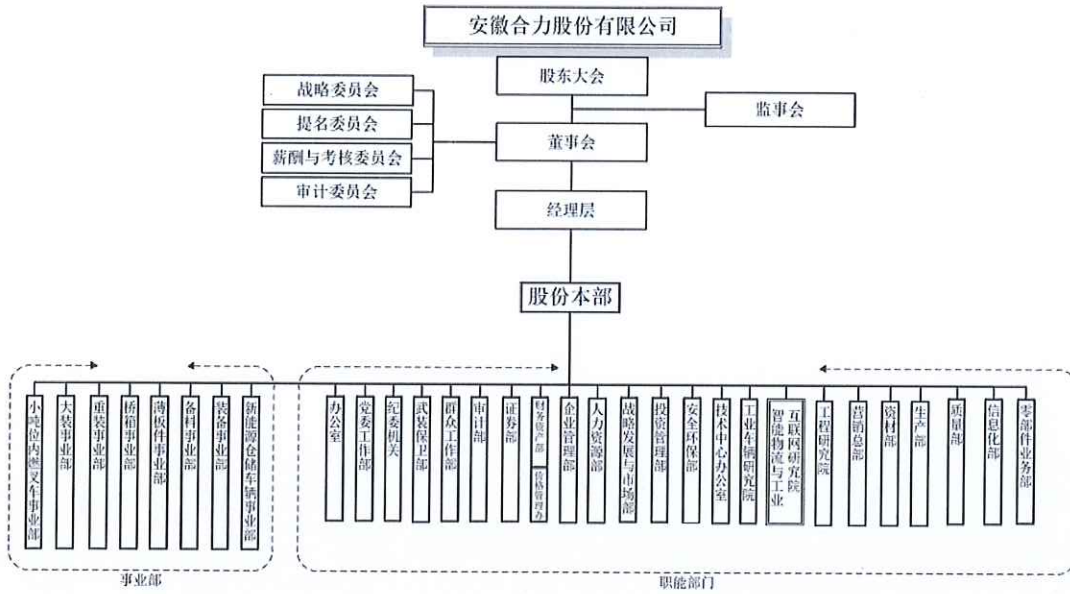 安徽合力股份有限公司
股东大会
战略委员会
监事会
提名委员会
董事会
薪酬与考核委员会
审计委员会
经理层
股份本部
小吨位内燃叉车事业部
大装事业部
重装事业部
桥箱事业部
薄板件事业部
备料事业部
装备事业部
新能源仓储车辆事业部
办公室
党委工作部
纪委机关
武装保卫部
群众工作部
审计部
证券部
财务资产部
价格管理办
企业管理部
人力资源部
战略发展与市场部
投资管理部
安全环保部
技术中心办公室
工业车辆研究院
智能物流与工业
互联网研究院
工程研究院
营销总部
资材部
生产部
质量部
信息化部
零部件业务部
事业部
职能部门